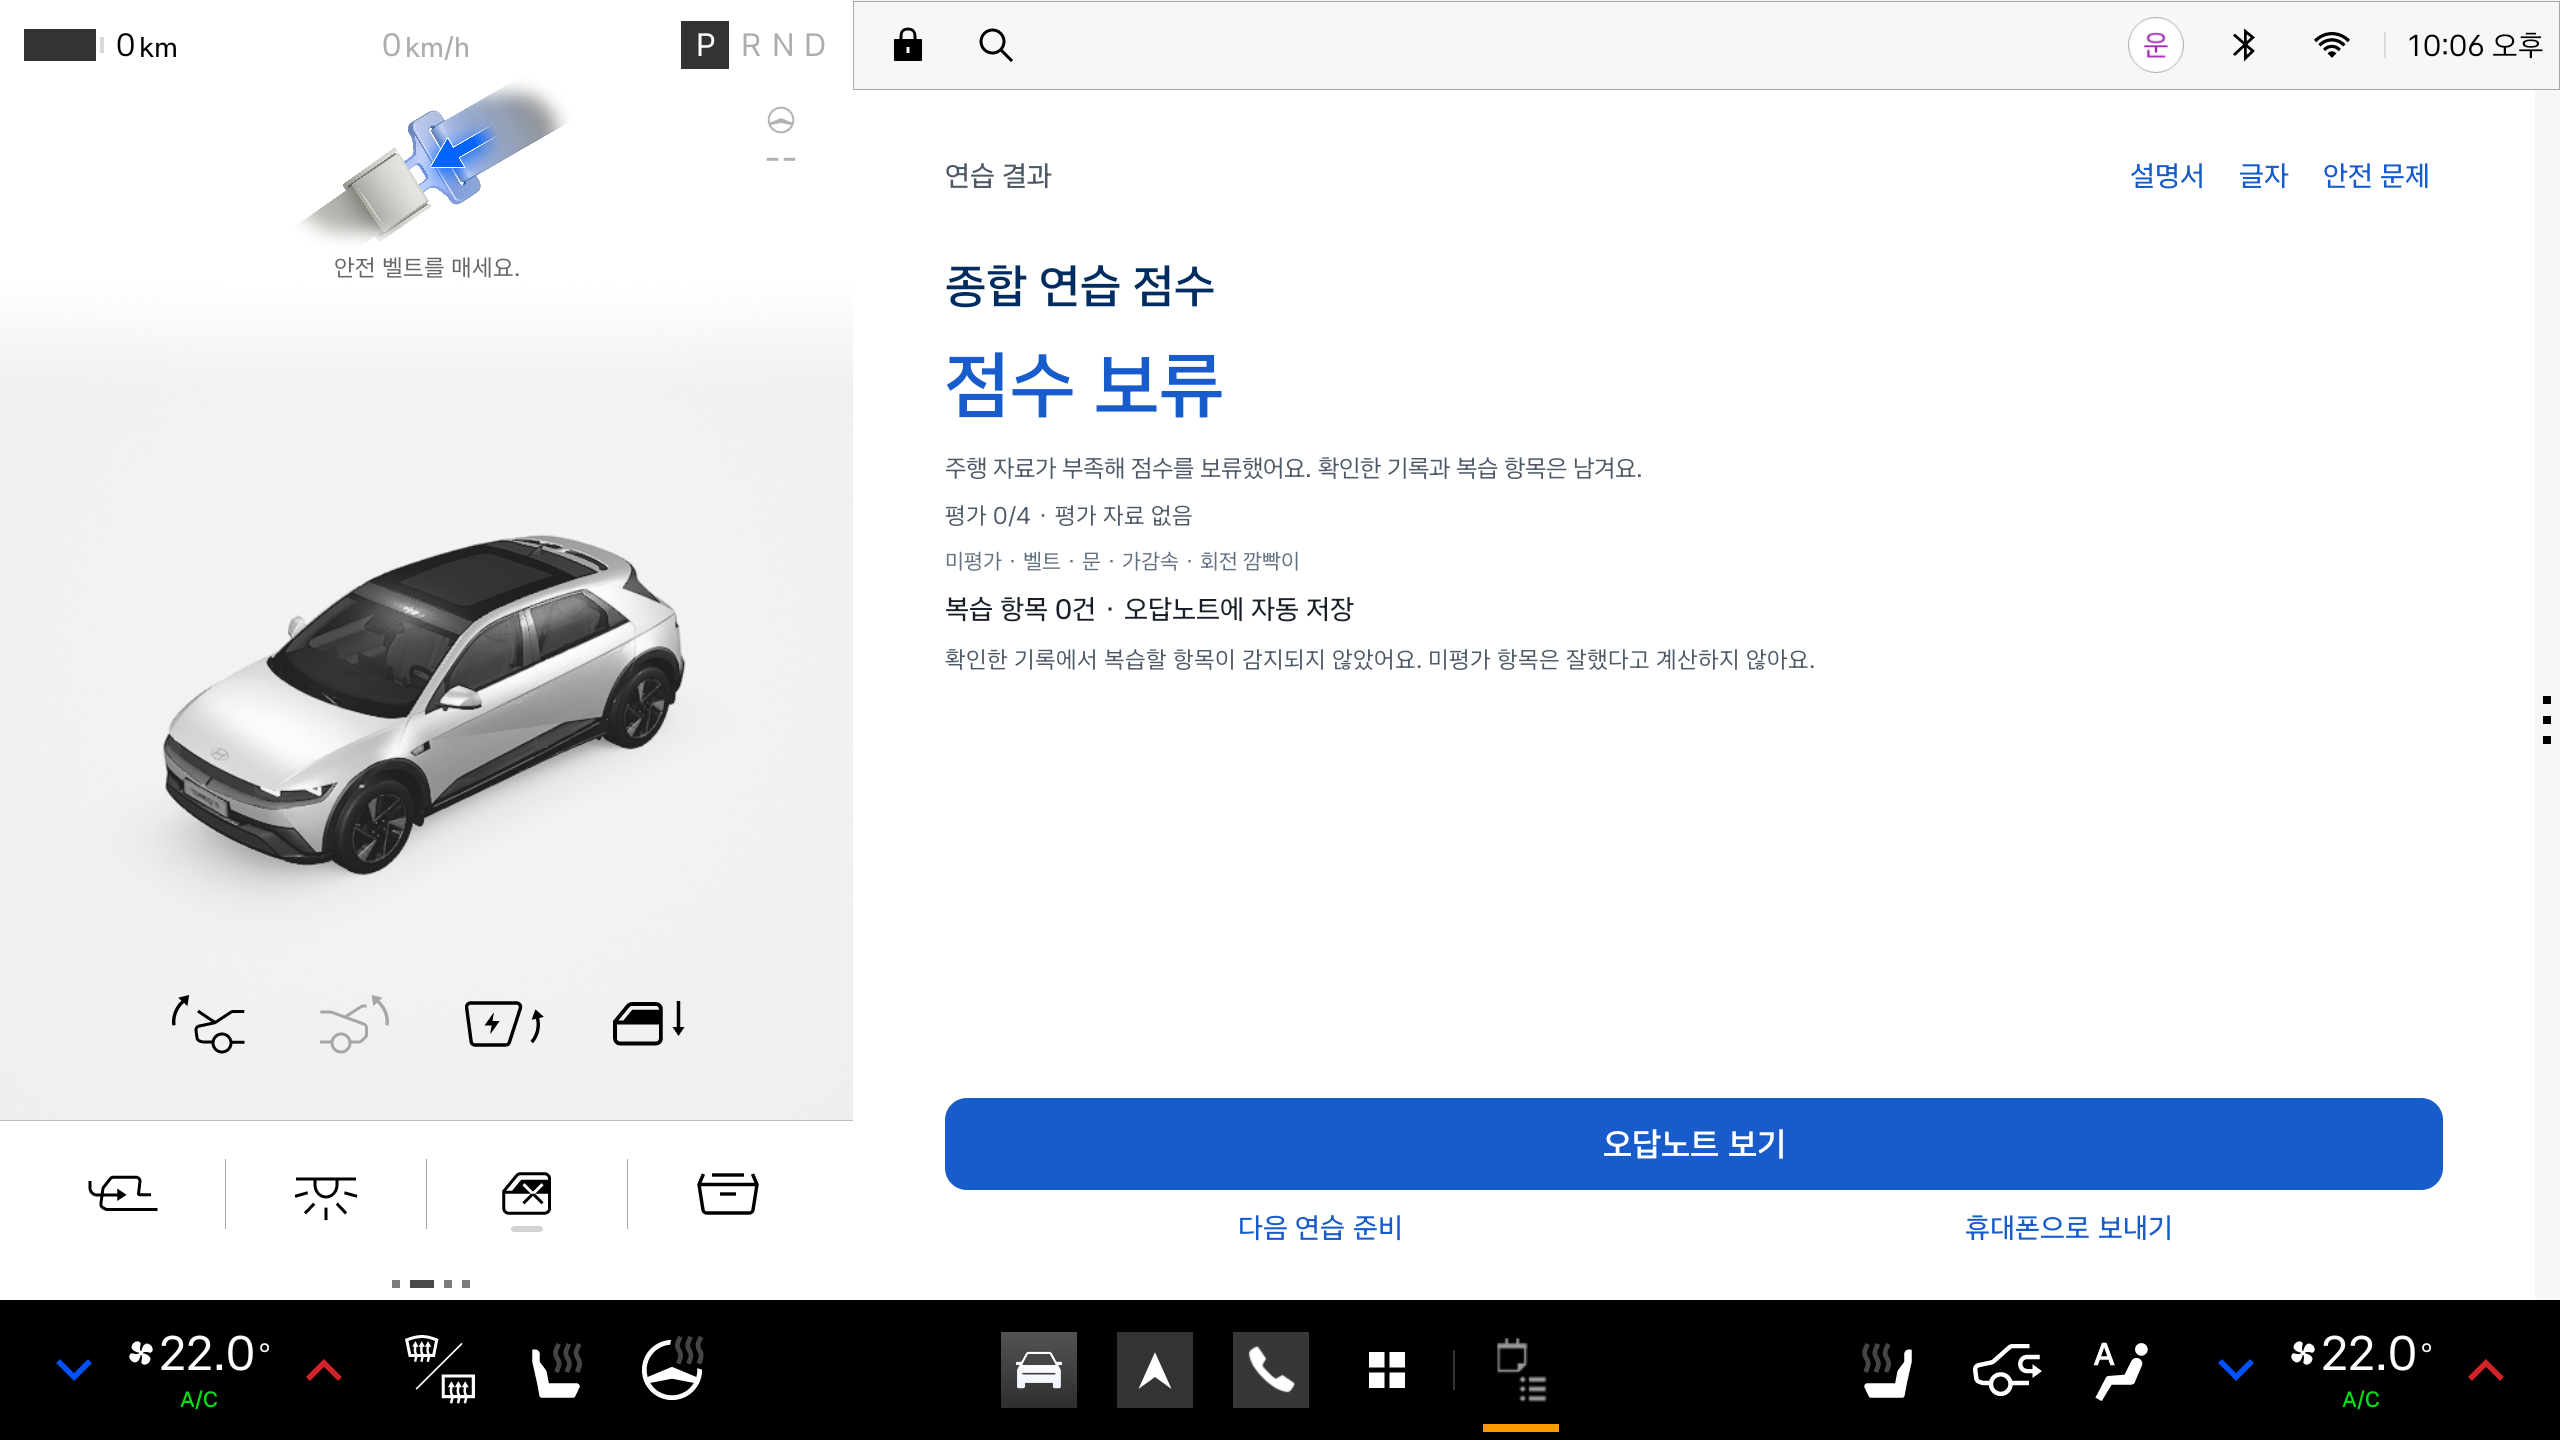 0 km
0 km/h
P R N D
운
10:06 오후
안전 벨트를 매세요.
연습 결과
설명서
글자
안전 문제
종합 연습 점수
점수 보류
주행 자료가 부족해 점수를 보류했어요. 확인한 기록과 복습 항목은 남겨요.
평가 0/4 · 평가 자료 없음
미평가 · 벨트 · 문 · 가감속 · 회전 깜빡이
복습 항목 0건 · 오답노트에 자동 저장
확인한 기록에서 복습할 항목이 감지되지 않았어요. 미평가 항목은 잘했다고 계산하지 않아요.
오답노트 보기
다음 연습 준비
휴대폰으로 보내기
22.0°
A/C
A
22.0°
A/C